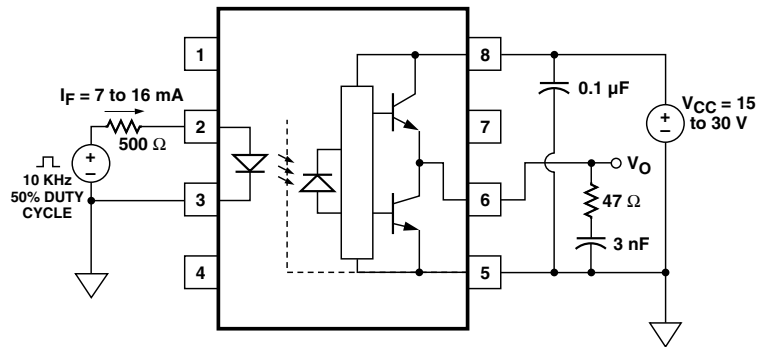 1
8
I_F = 7 to 16 mA
0.1 μF
V_CC = 15
to 30 V
+
–
2
7
500 Ω
+
–
V_O
10 KHz
50% DUTY
CYCLE
3
6
47 Ω
3 nF
4
5